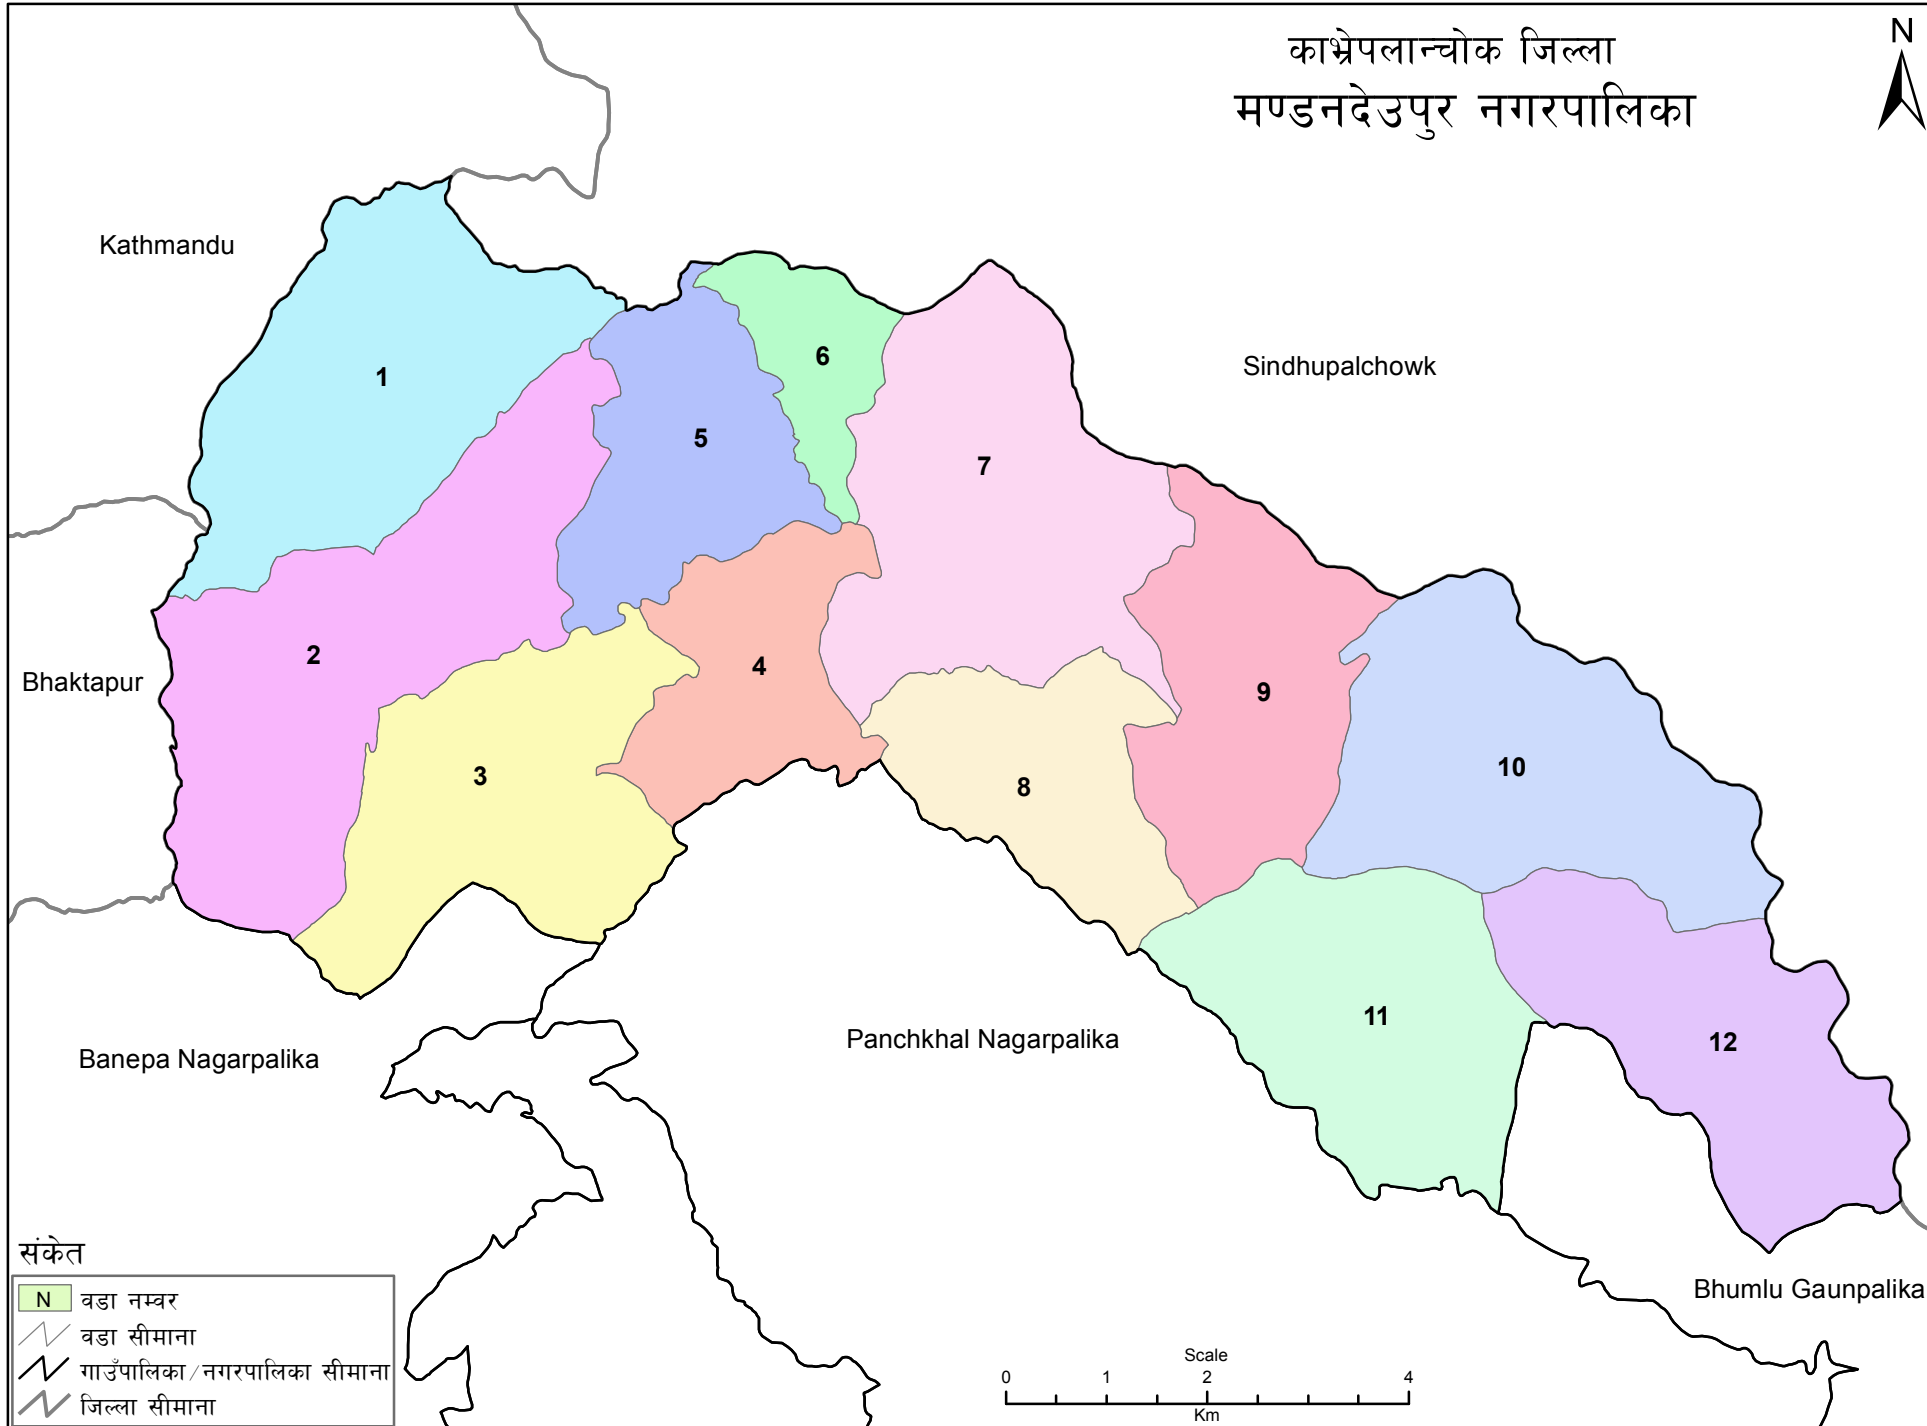 काभ्रेपलान्चोक जिल्ला
मण्डनदेउपुर नगरपालिका
N
Kathmandu
Sindhupalchowk
Bhaktapur
1
2
3
4
5
6
7
8
9
10
11
12
Banepa Nagarpalika
Panchkhal Nagarpalika
Bhumlu Gaunpalika
संकेत
N वडा नम्वर
वडा सीमाना
गाउँपालिका/नगरपालिका सीमाना
जिल्ला सीमाना
Scale
0 1 2 4
Km